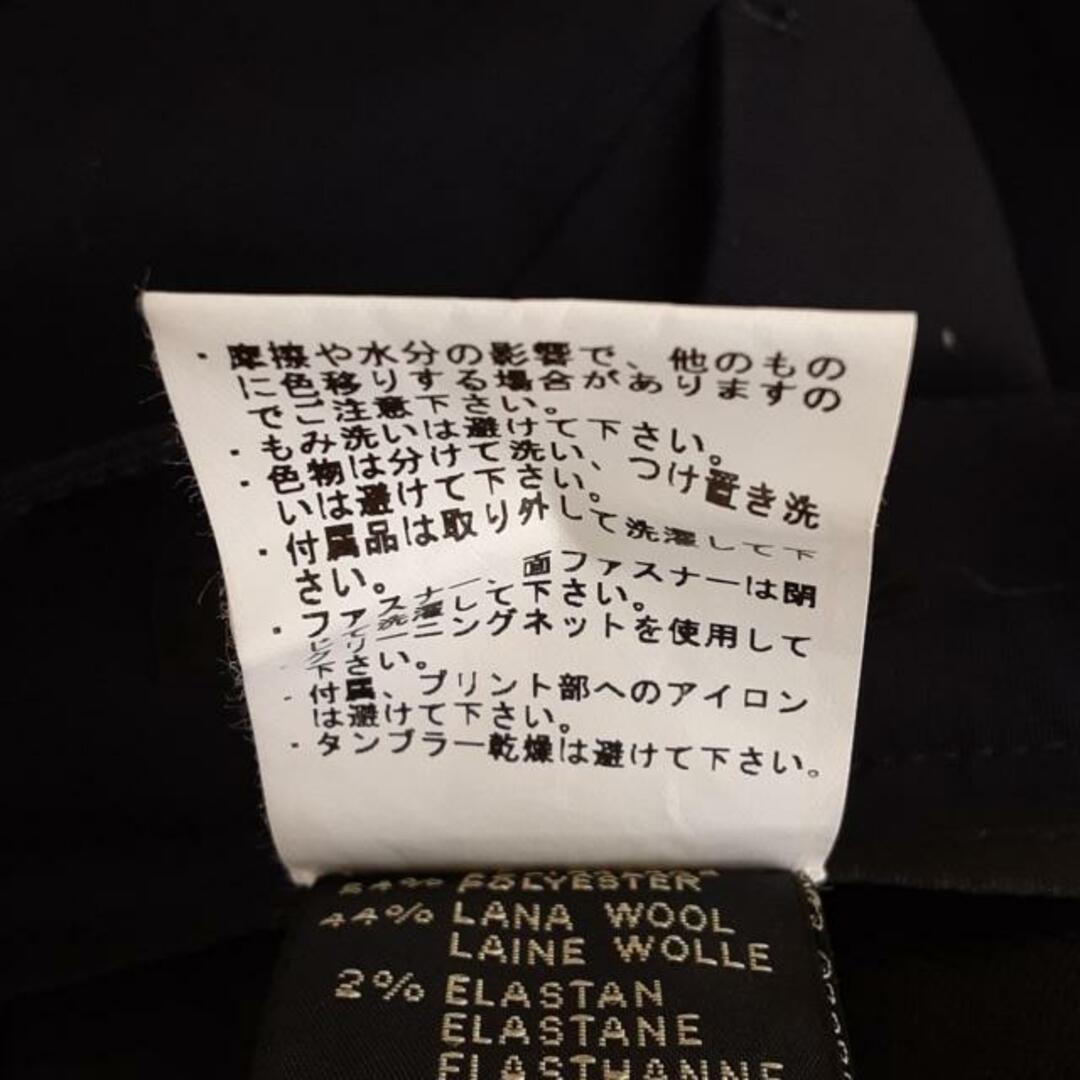 ・摩擦や水分の影響で、他のもの
に色移りする場合がありますの
でご注意下さい。
・もみ洗いは避けて下さい。
・色物は分けて洗い、つけ置き洗
いは避けて下さい。
・付属品は取り外して洗濯して下
さい。
・ファスナー、面ファスナーは閉
じて洗濯して下さい。
・クリーニングネットを使用して
下さい。
・付属、プリント部へのアイロン
は避けて下さい。
・タンブラー乾燥は避けて下さい。
54% POLYESTER
44% LANA WOOL
LAINE WOLLE
2% ELASTAN
ELASTANE
ELASTHANNE